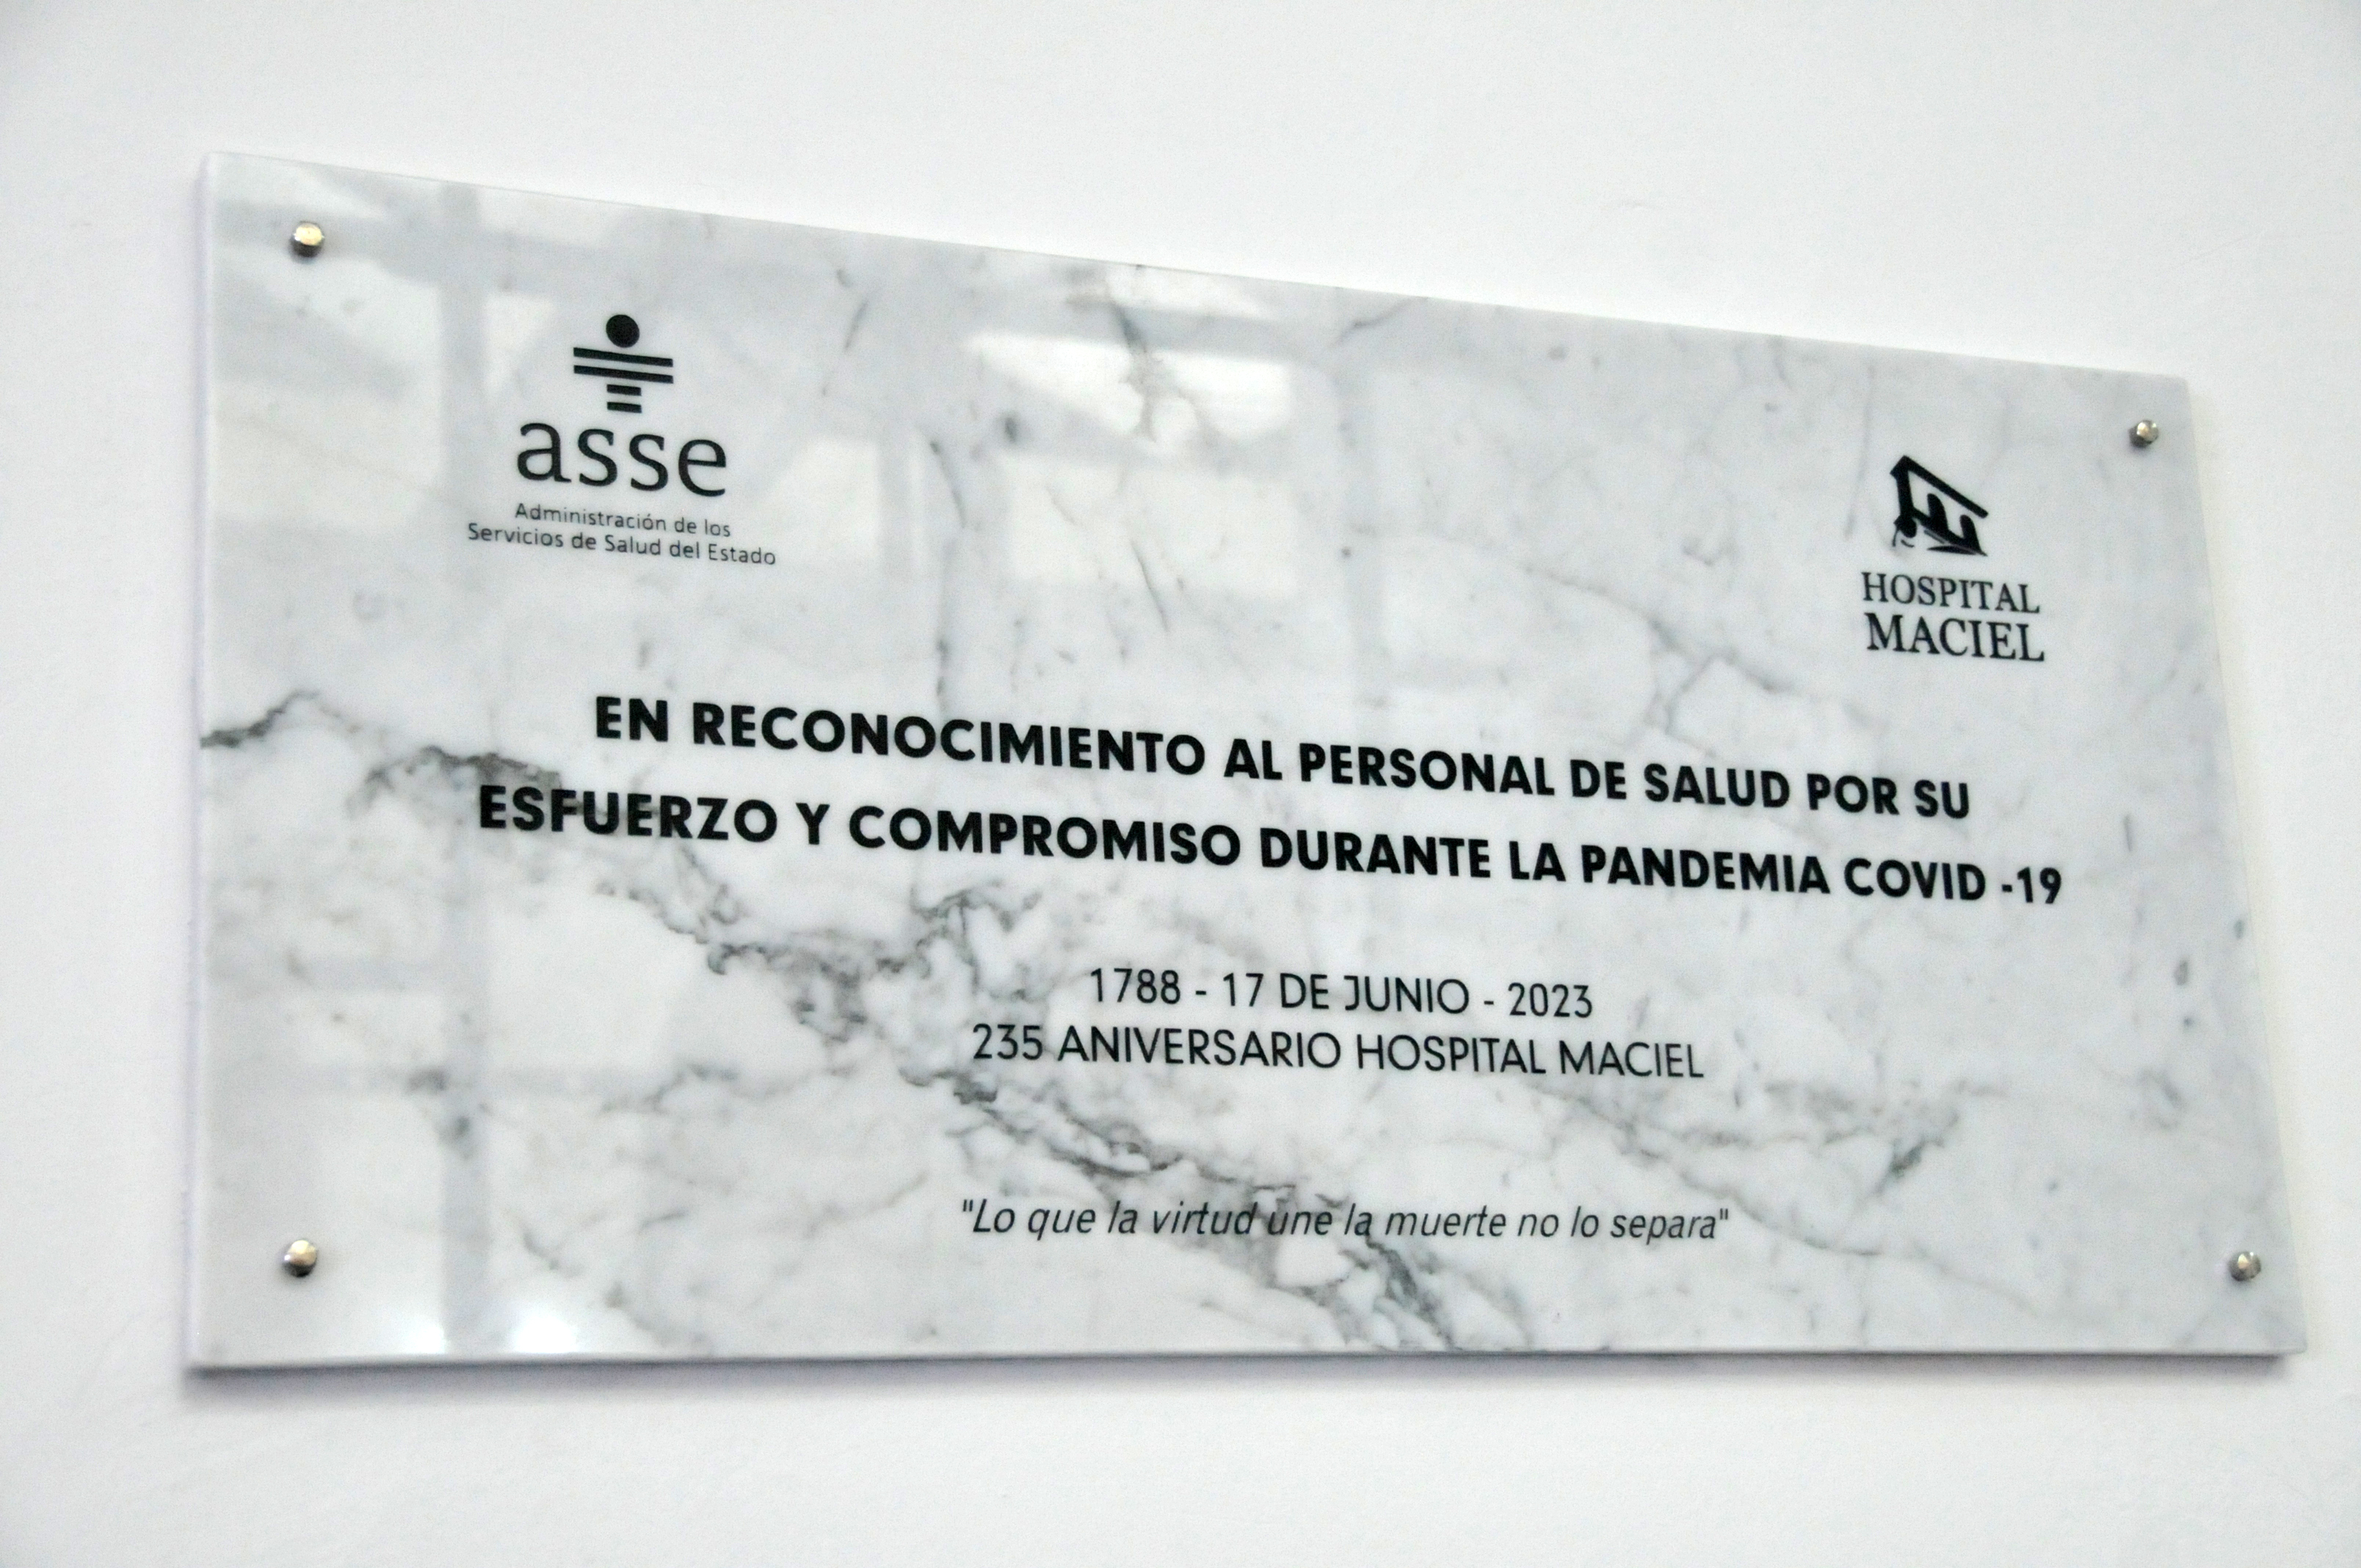 asse
Administración de los
Servicios de Salud del Estado
HOSPITAL
MACIEL
EN RECONOCIMIENTO AL PERSONAL DE SALUD POR SU
ESFUERZO Y COMPROMISO DURANTE LA PANDEMIA COVID -19
1788 - 17 DE JUNIO - 2023
235 ANIVERSARIO HOSPITAL MACIEL
"Lo que la virtud une la muerte no lo separa"